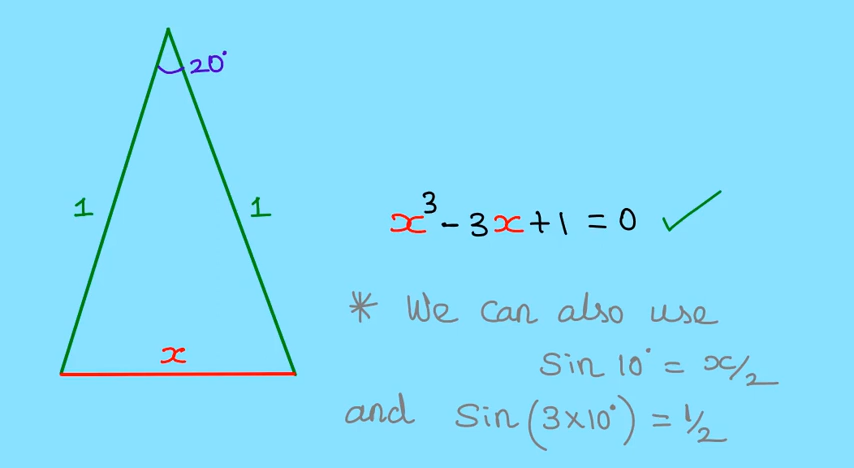 20°
1
1
x
x³ - 3x + 1 = 0 ✓
* We can also use
Sin 10° = x/2
and Sin(3×10°) = 1/2